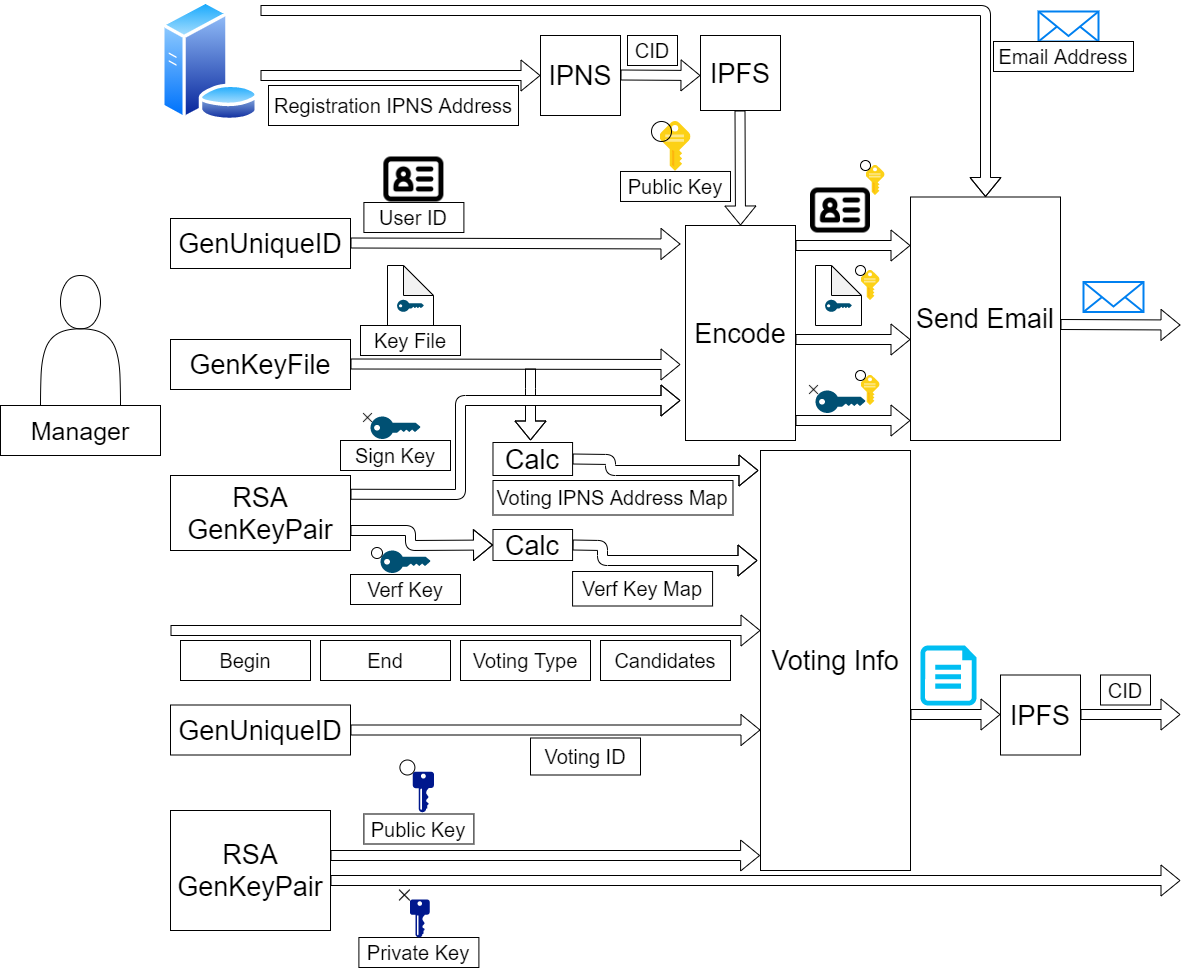 Email Address
IPNS
CID
IPFS
Registration IPNS Address
Public Key
User ID
GenUniqueID
Key File
GenKeyFile
Encode
Send Email
Manager
Sign Key
Calc
Voting IPNS Address Map
RSA
GenKeyPair
Calc
Verf Key
Verf Key Map
Begin
End
Voting Type
Candidates
Voting Info
GenUniqueID
Voting ID
IPFS
CID
Public Key
RSA
GenKeyPair
Private Key